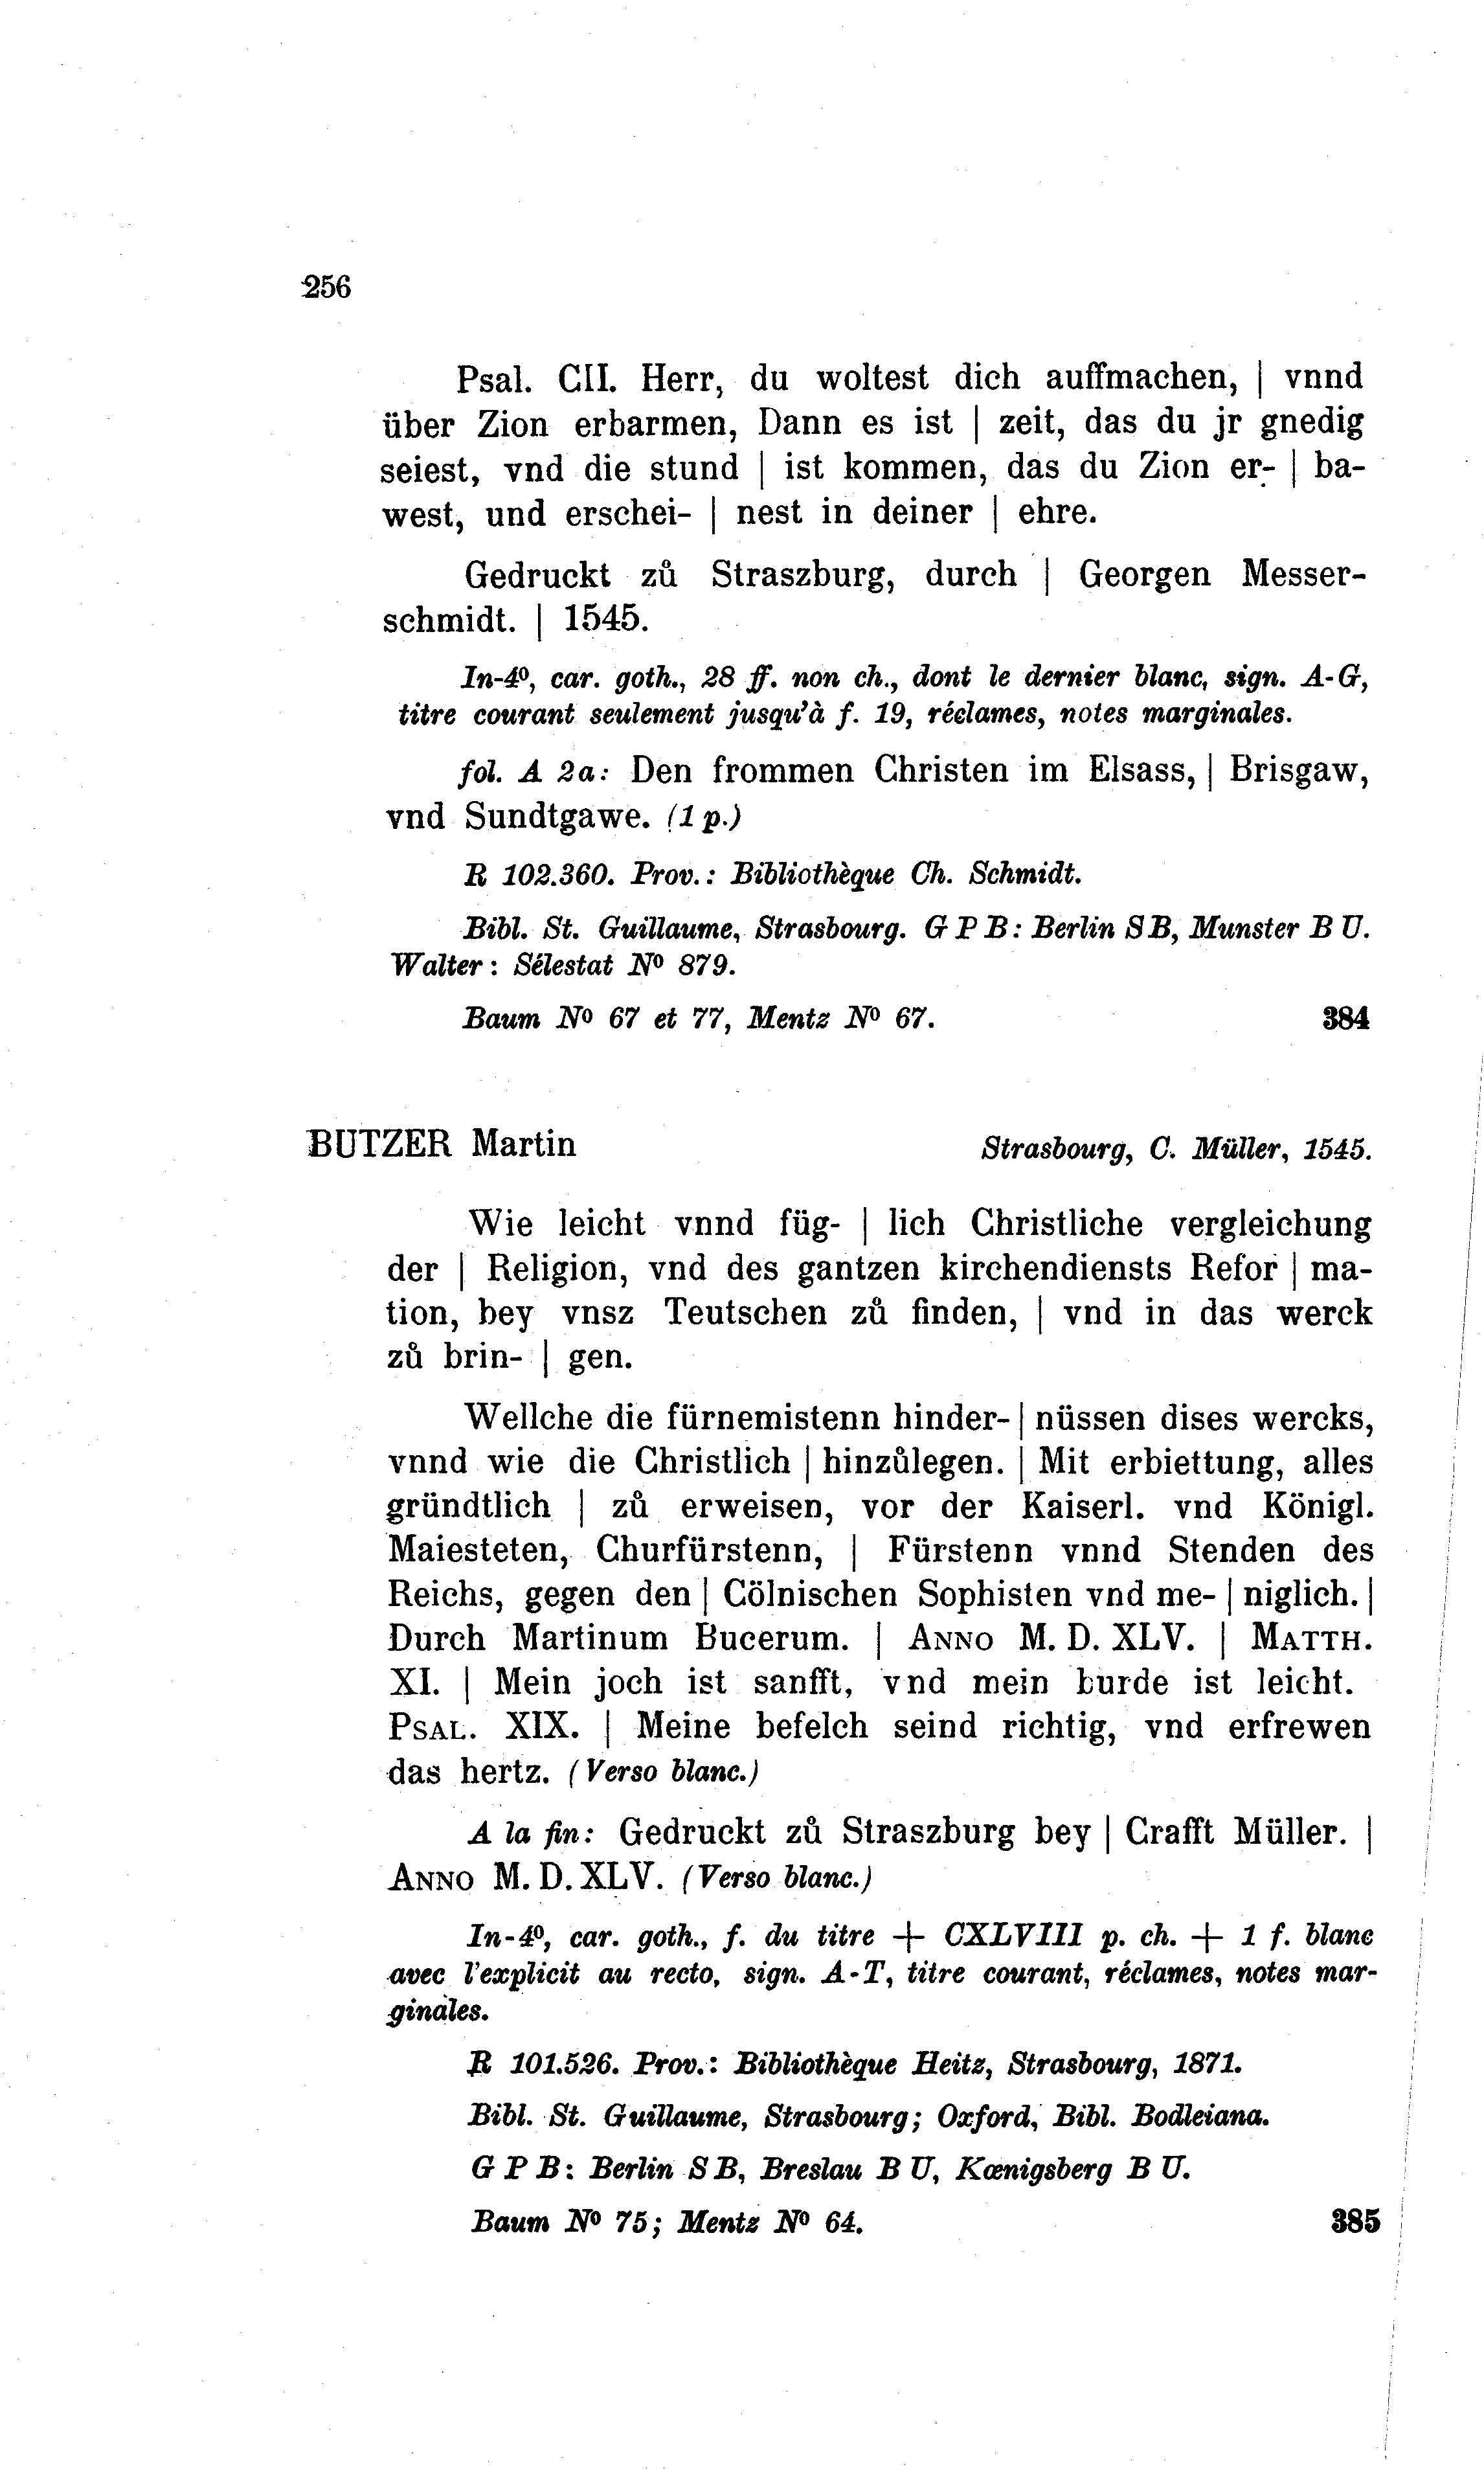 256
Psal. CII. Herr, du woltest dich auffmachen, | vnnd
über Zion erbarmen, Dann es ist | zeit, das du jr gnedig
seiest, vnd die stund | ist kommen, das du Zion er- | ba-
west, und erschei- | nest in deiner | ehre.
Gedruckt zů Straszburg, durch | Georgen Messer-
schmidt. | 1545.
In-4º, car. goth., 28 ff. non ch., dont le dernier blanc, sign. A-G,
titre courant seulement jusqu'à f. 19, réclames, notes marginales.
fol. A 2a: Den frommen Christen im Elsass, | Brisgaw,
vnd Sundtgawe. (1 p.)
R 102.360. Prov.: Bibliothèque Ch. Schmidt.
Bibl. St. Guillaume, Strasbourg. G P B: Berlin S B, Munster B U.
Walter: Sélestat Nº 879.
Baum Nº 67 et 77, Mentz Nº 67. 384
BUTZER Martin Strasbourg, C. Müller, 1545.
Wie leicht vnnd füg- | lich Christliche vergleichung
der | Religion, vnd des gantzen kirchendiensts Refor | ma-
tion, bey vnsz Teutschen zů finden, | vnd in das werck
zů brin- | gen.
Wellche die fürnemistenn hinder- | nüssen dises wercks,
vnnd wie die Christlich | hinzůlegen. | Mit erbiettung, alles
gründtlich | zů erweisen, vor der Kaiserl. vnd Königl.
Maiesteten, Churfürstenn, | Fürstenn vnnd Stenden des
Reichs, gegen den | Cölnischen Sophisten vnd me- | niglich. |
Durch Martinum Bucerum. | ANNO M. D. XLV. | MATTH.
XI. | Mein joch ist sanfft, vnd mein burde ist leicht.
PSAL. XIX. | Meine befelch seind richtig, vnd erfrewen
das hertz. (Verso blanc.)
A la fin: Gedruckt zů Straszburg bey | Crafft Müller. |
ANNO M. D. XLV. (Verso blanc.)
In-4º, car. goth., f. du titre + CXLVIII p. ch. + 1 f. blanc
avec l'explicit au recto, sign. A-T, titre courant, réclames, notes mar-
ginales.
R 101.526. Prov.: Bibliothèque Heitz, Strasbourg, 1871.
Bibl. St. Guillaume, Strasbourg; Oxford, Bibl. Bodleiana.
G P B: Berlin S B, Breslau B U, Kœnigsberg B U.
Baum Nº 75; Mentz Nº 64. 385